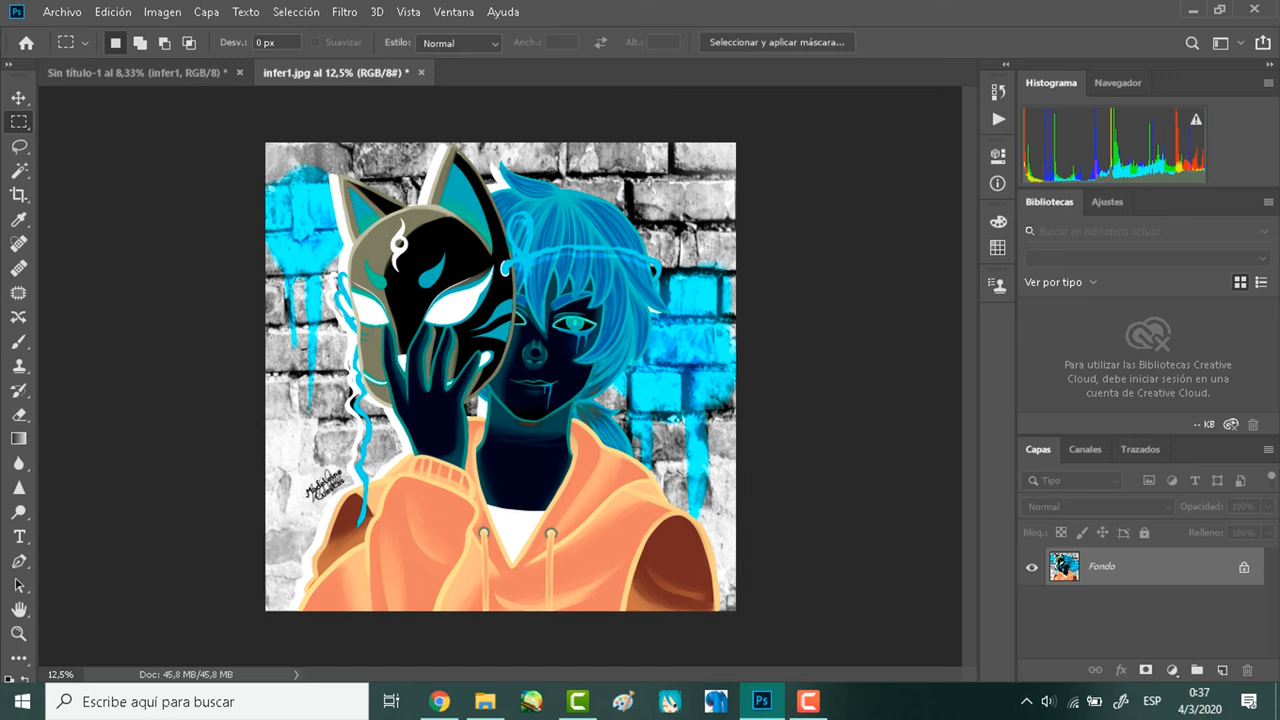 Ps Archivo Edición Imagen Capa Texto Selección Filtro 3D Vista Ventana Ayuda
Desv.: 0 px Suavizar Estilo: Normal Anch.: Alt.: Seleccionar y aplicar máscara...
Sin título-1 al 8,33% (infer1, RGB/8) * × infer1.jpg al 12,5% (RGB/8#) * ×
Histograma Navegador
Bibliotecas Ajustes
Buscar en Biblioteca actual
Ver por tipo
Para utilizar las Bibliotecas Creative
Cloud, debe iniciar sesión en una
cuenta de Creative Cloud.
-- KB
Capas Canales Trazados
Tipo
Normal Opacidad: 100%
Bloq.: Relleno: 100%
Fondo
12,5% Doc: 45,8 MB/45,8 MB
Escribe aquí para buscar
Ps
ESP
0:37
4/3/2020